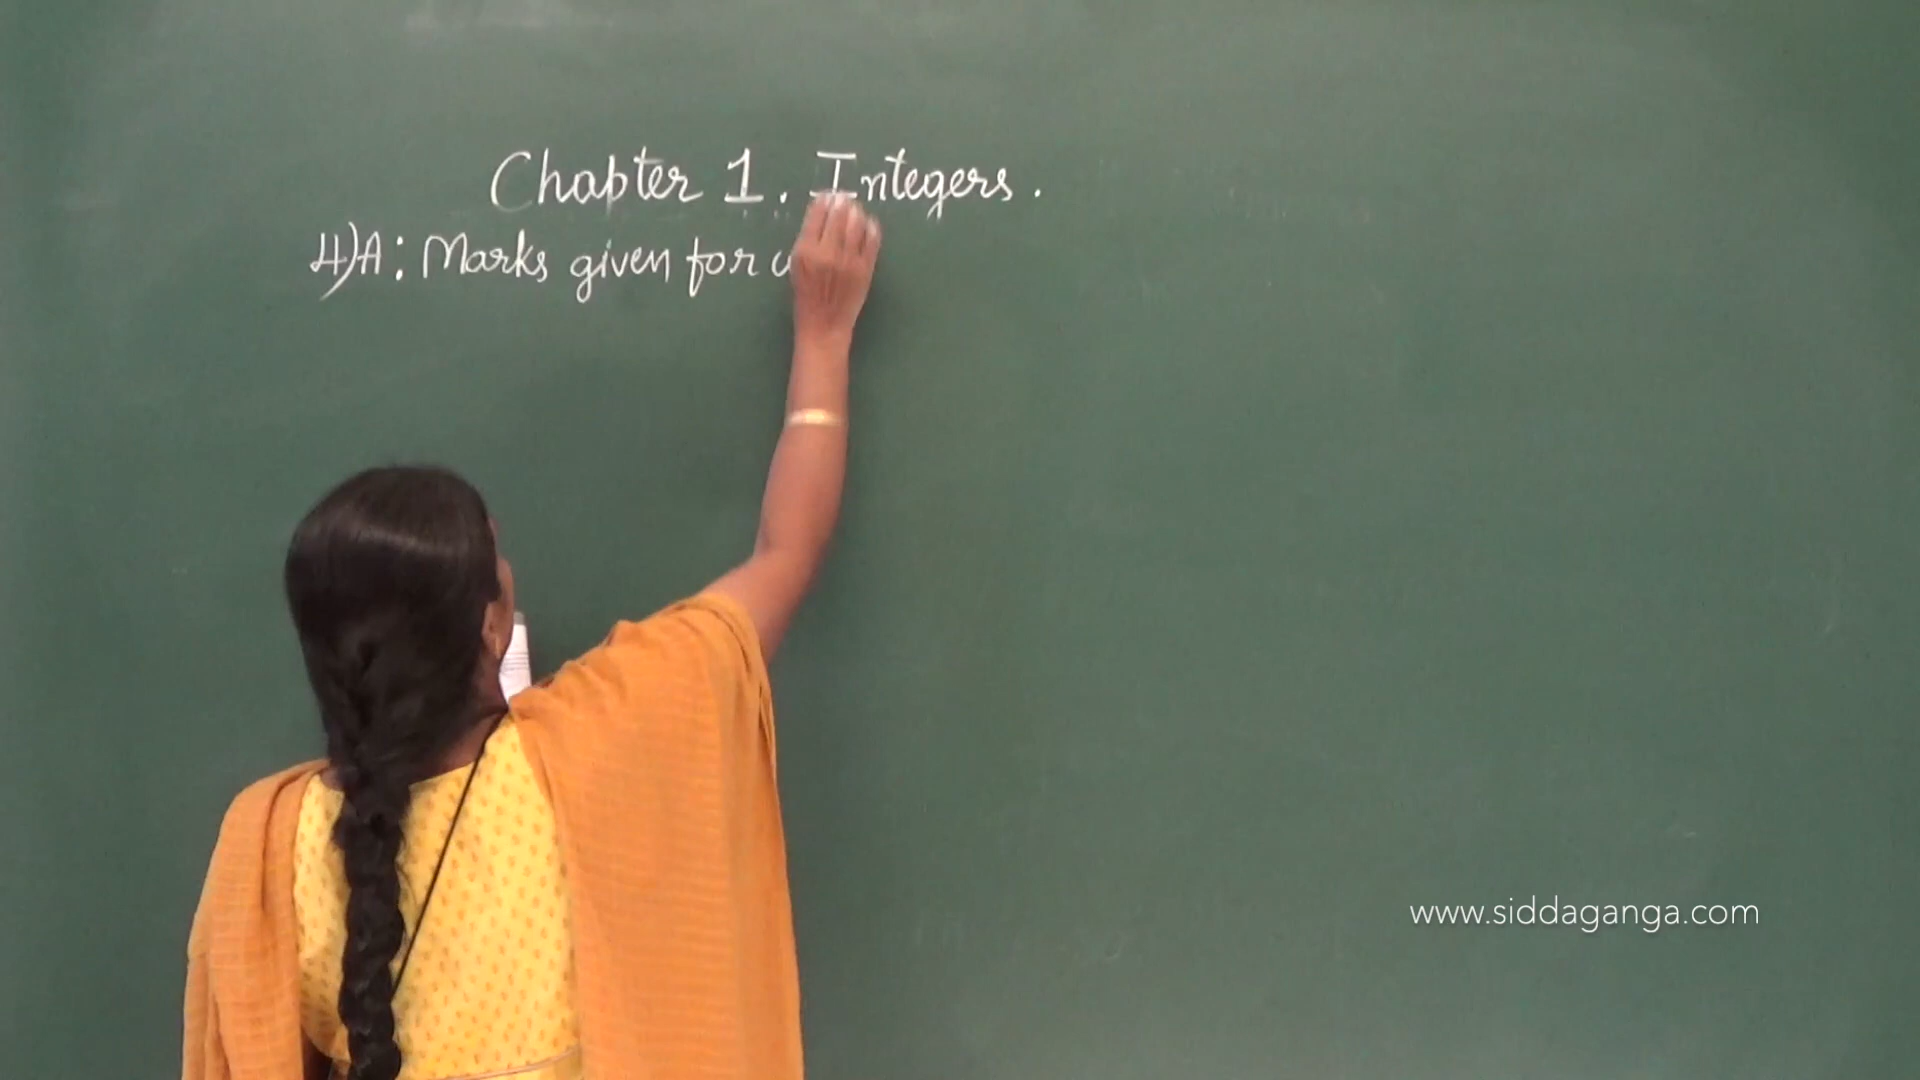 Chapter 1. Integers.
4)A: Marks given for
www.siddaganga.com